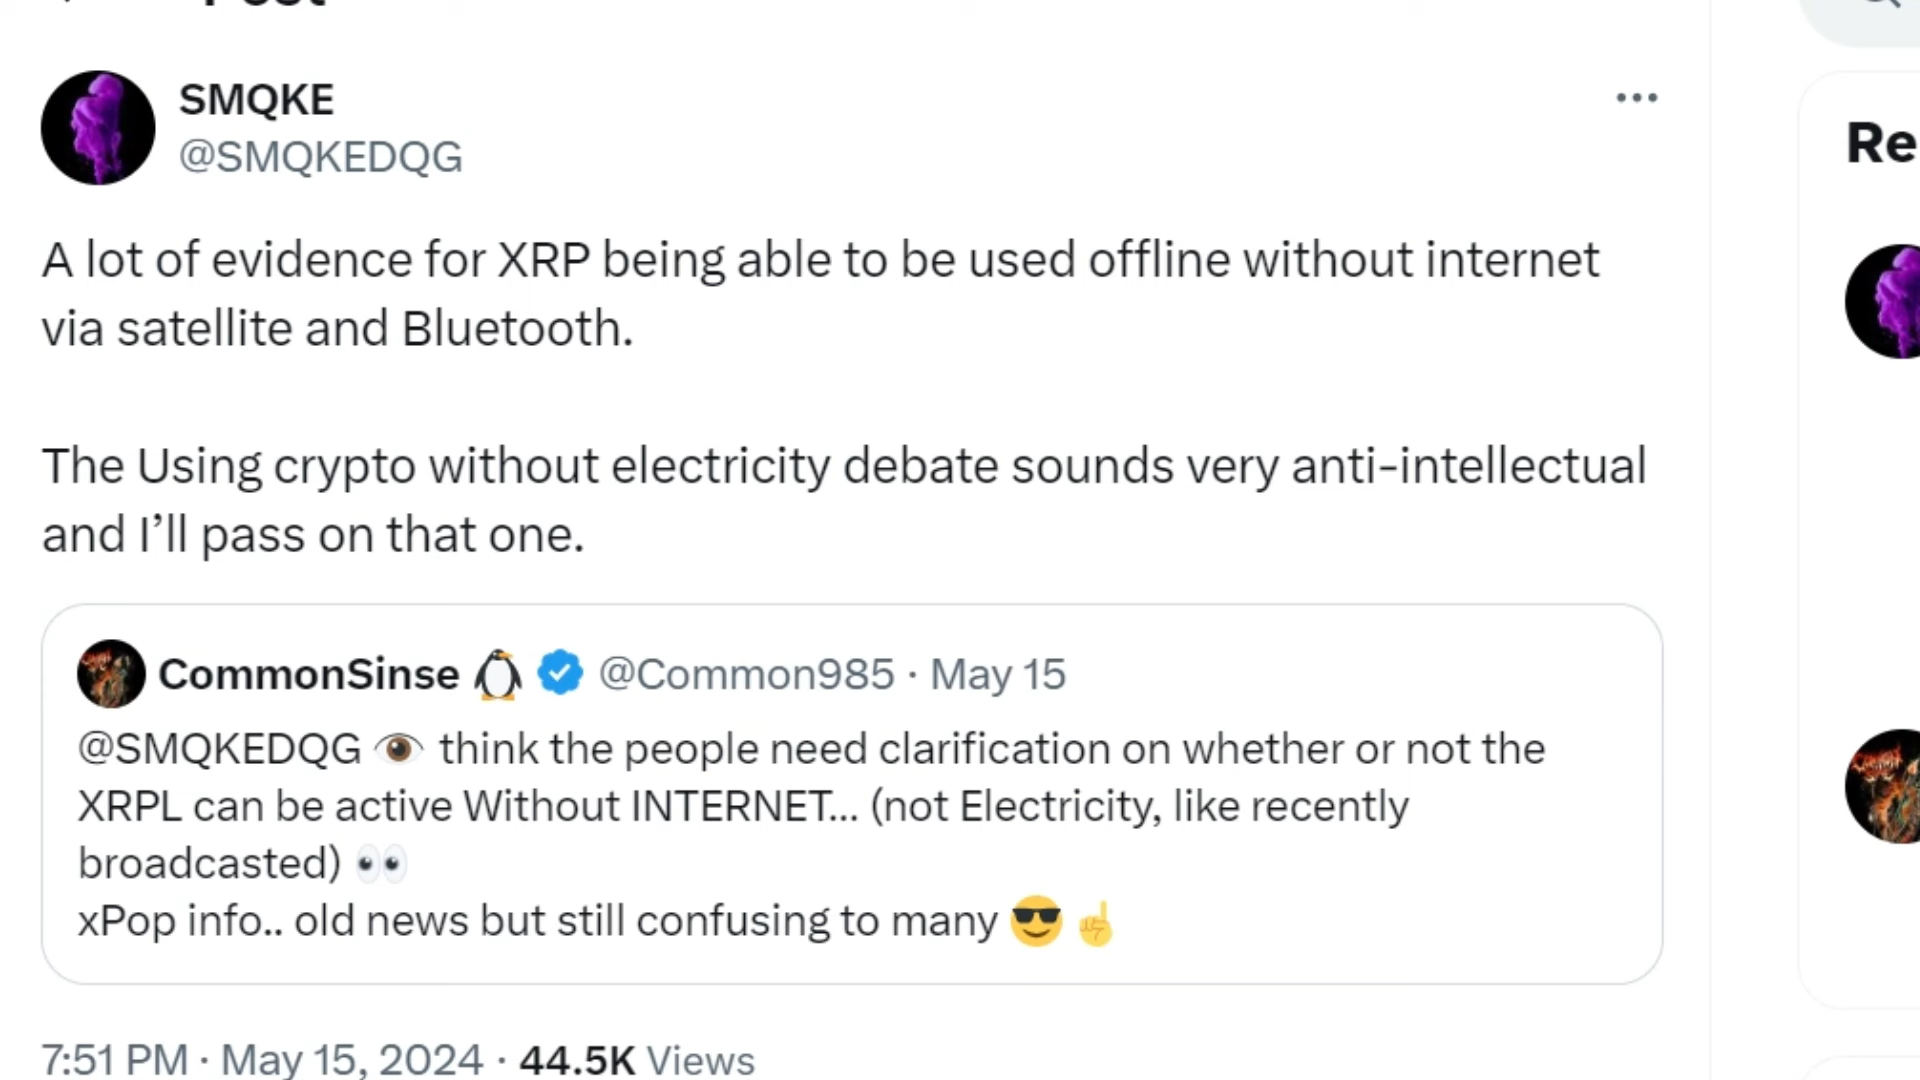 Post
SMQKE
@SMQKEDQG
A lot of evidence for XRP being able to be used offline without internet
via satellite and Bluetooth.
The Using crypto without electricity debate sounds very anti-intellectual
and I’ll pass on that one.
CommonSinse 🐧 @Common985 · May 15
@SMQKEDQG 👁️ think the people need clarification on whether or not the
XRPL can be active Without INTERNET... (not Electricity, like recently
broadcasted) 👀
xPop info.. old news but still confusing to many 😎☝️
7:51 PM · May 15, 2024 · 44.5K Views
Re